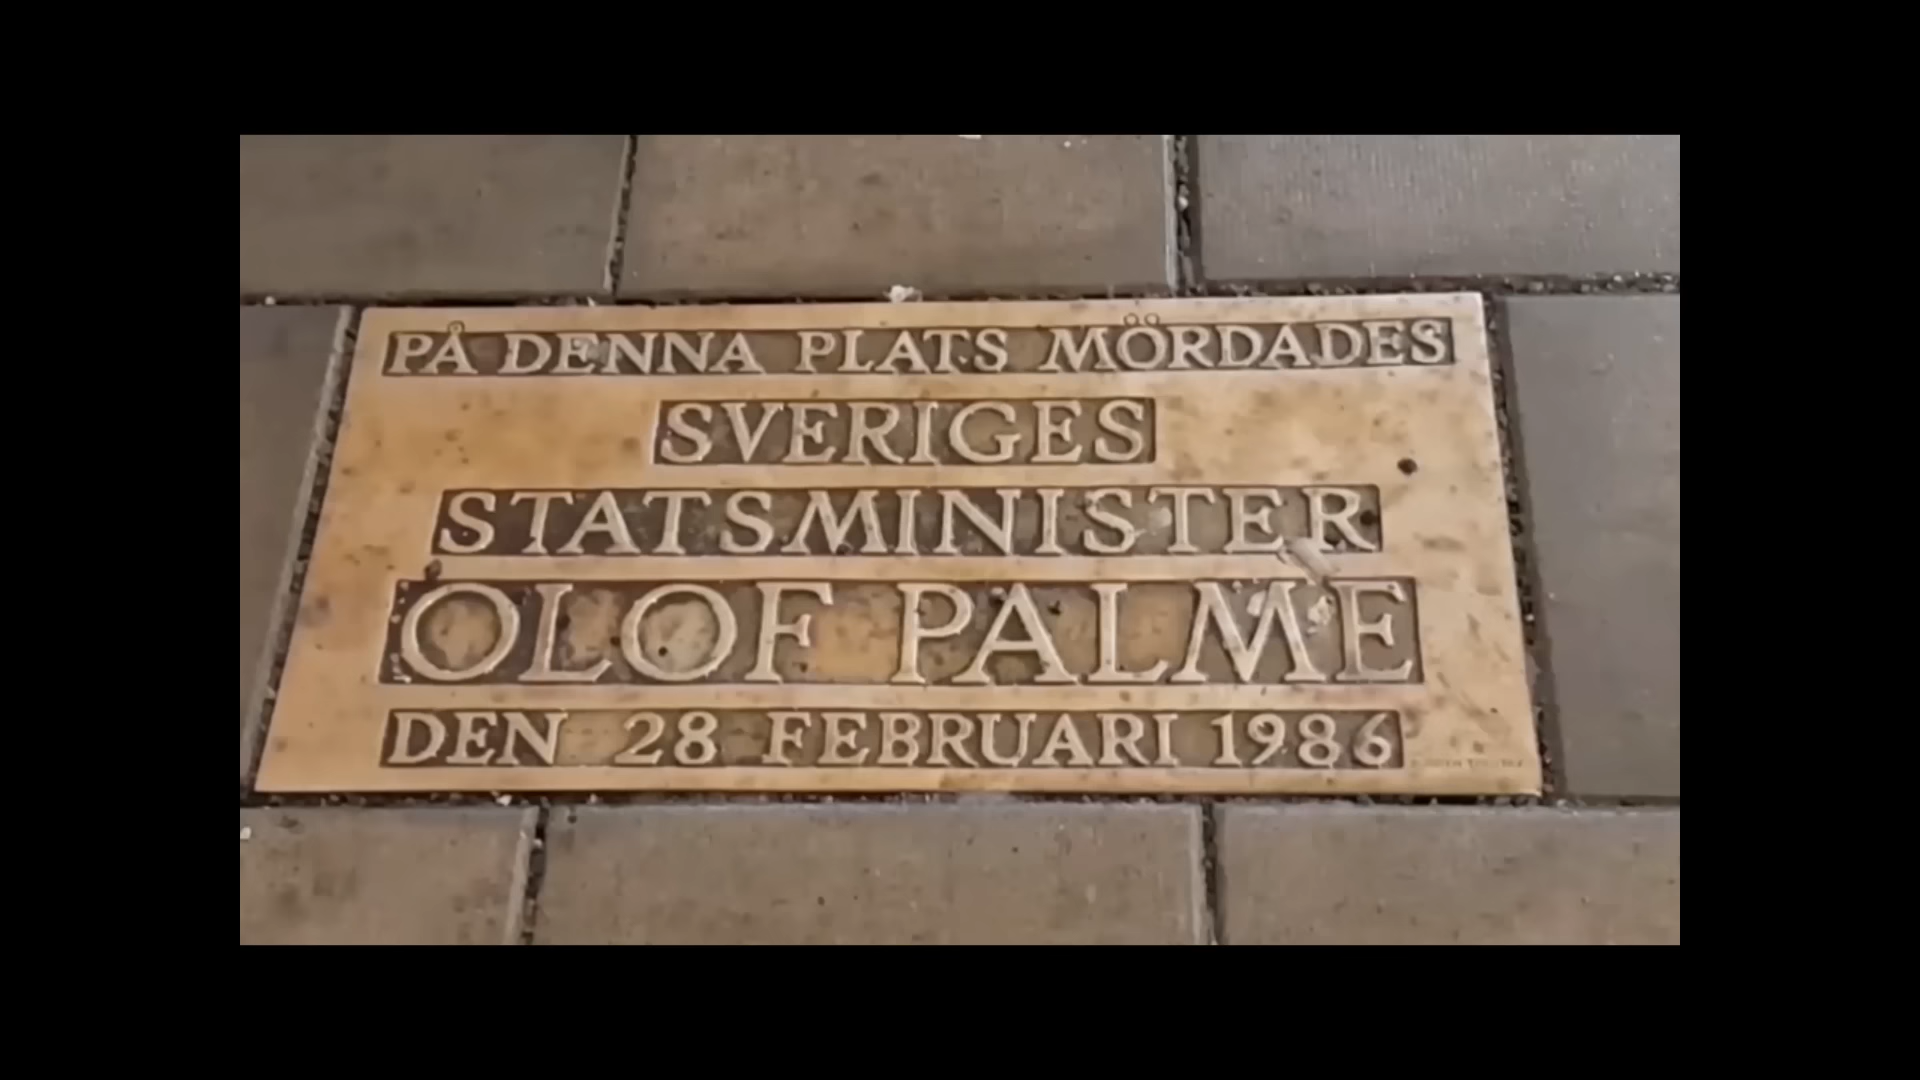 PÅ DENNA PLATS MÖRDADES
SVERIGES
STATSMINISTER
OLOF PALME
DEN 28 FEBRUARI 1986